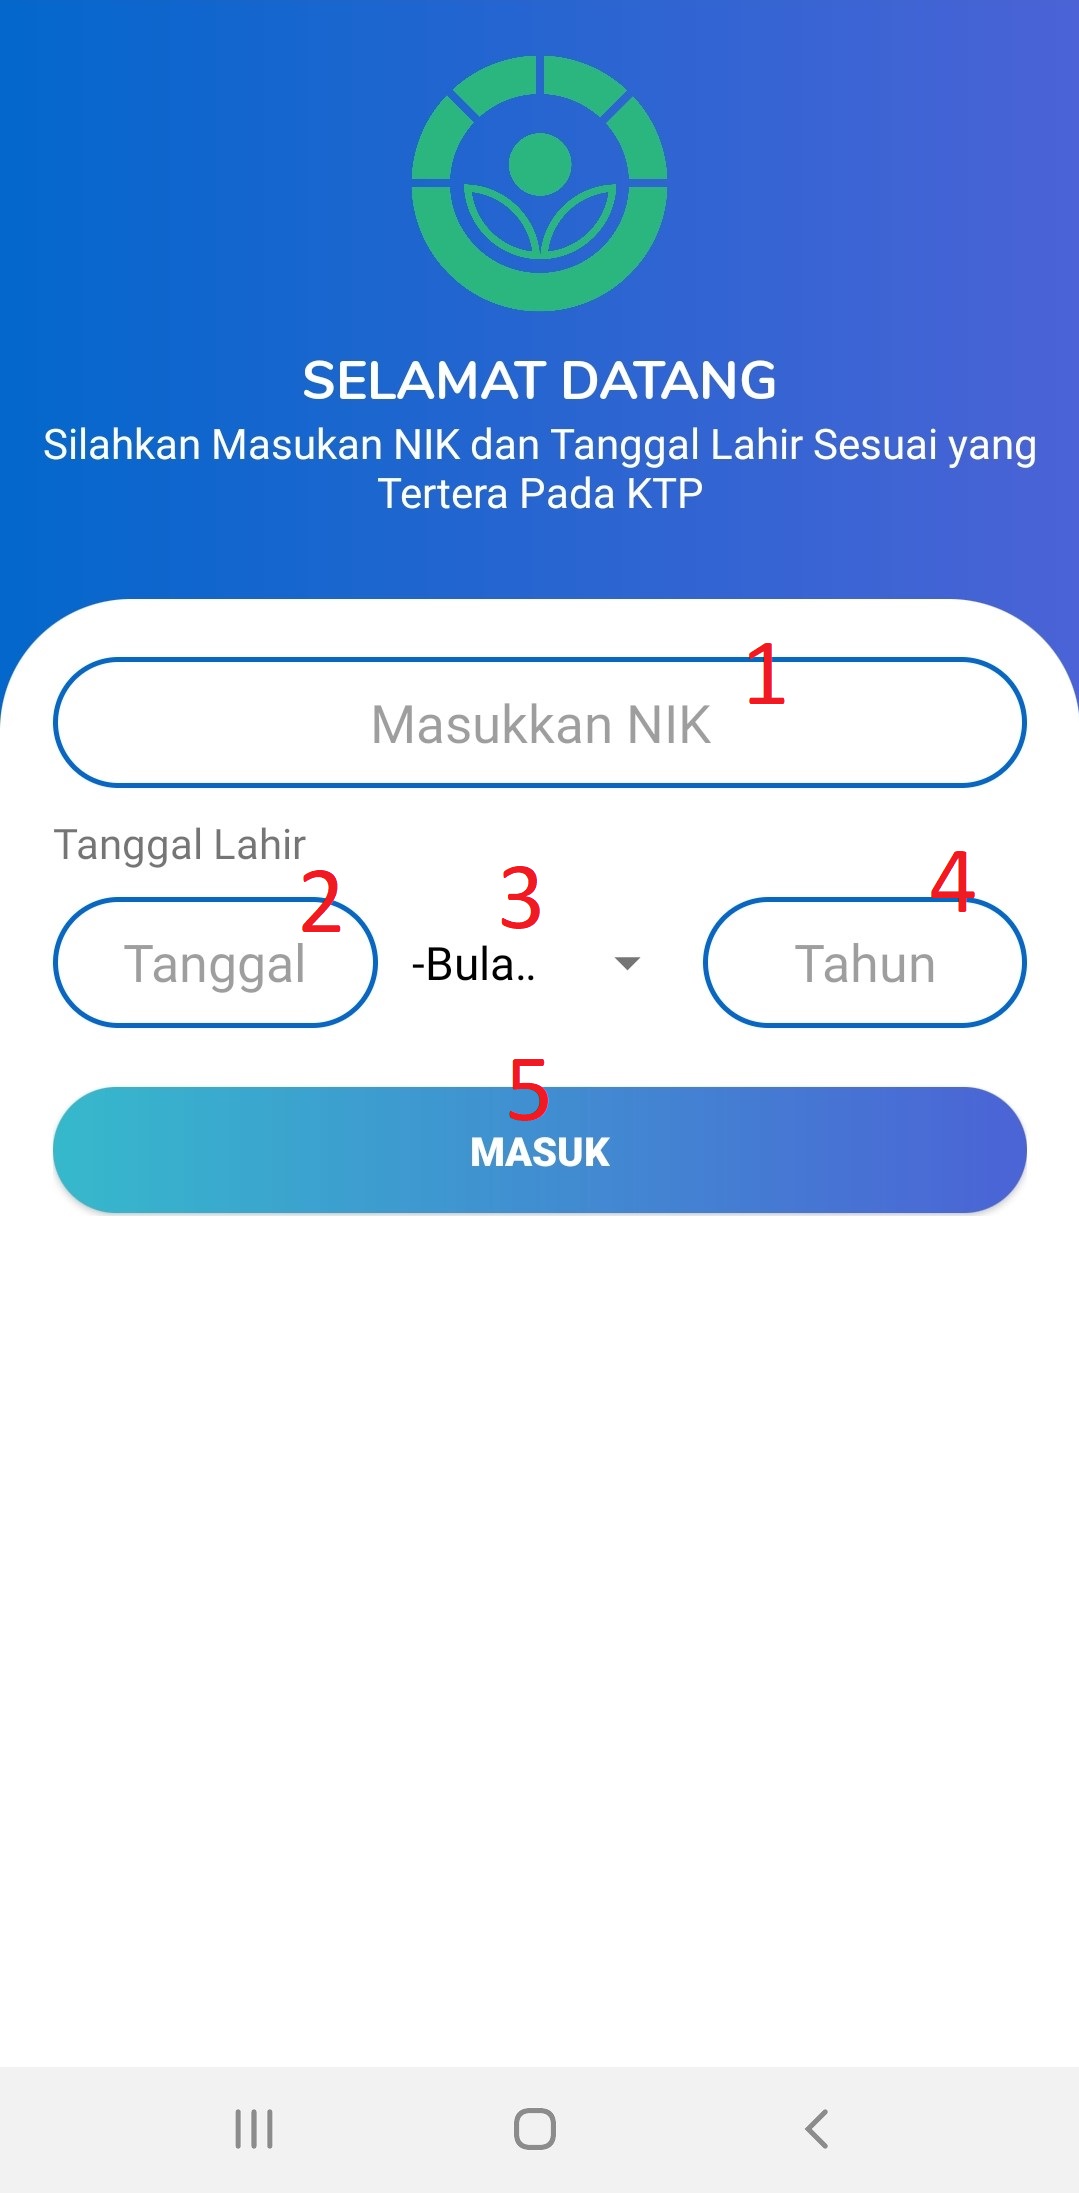 SELAMAT DATANG
Silahkan Masukan NIK dan Tanggal Lahir Sesuai yang
Tertera Pada KTP
1
Masukkan NIK
Tanggal Lahir
2 3 4
Tanggal -Bula.. Tahun
5
MASUK